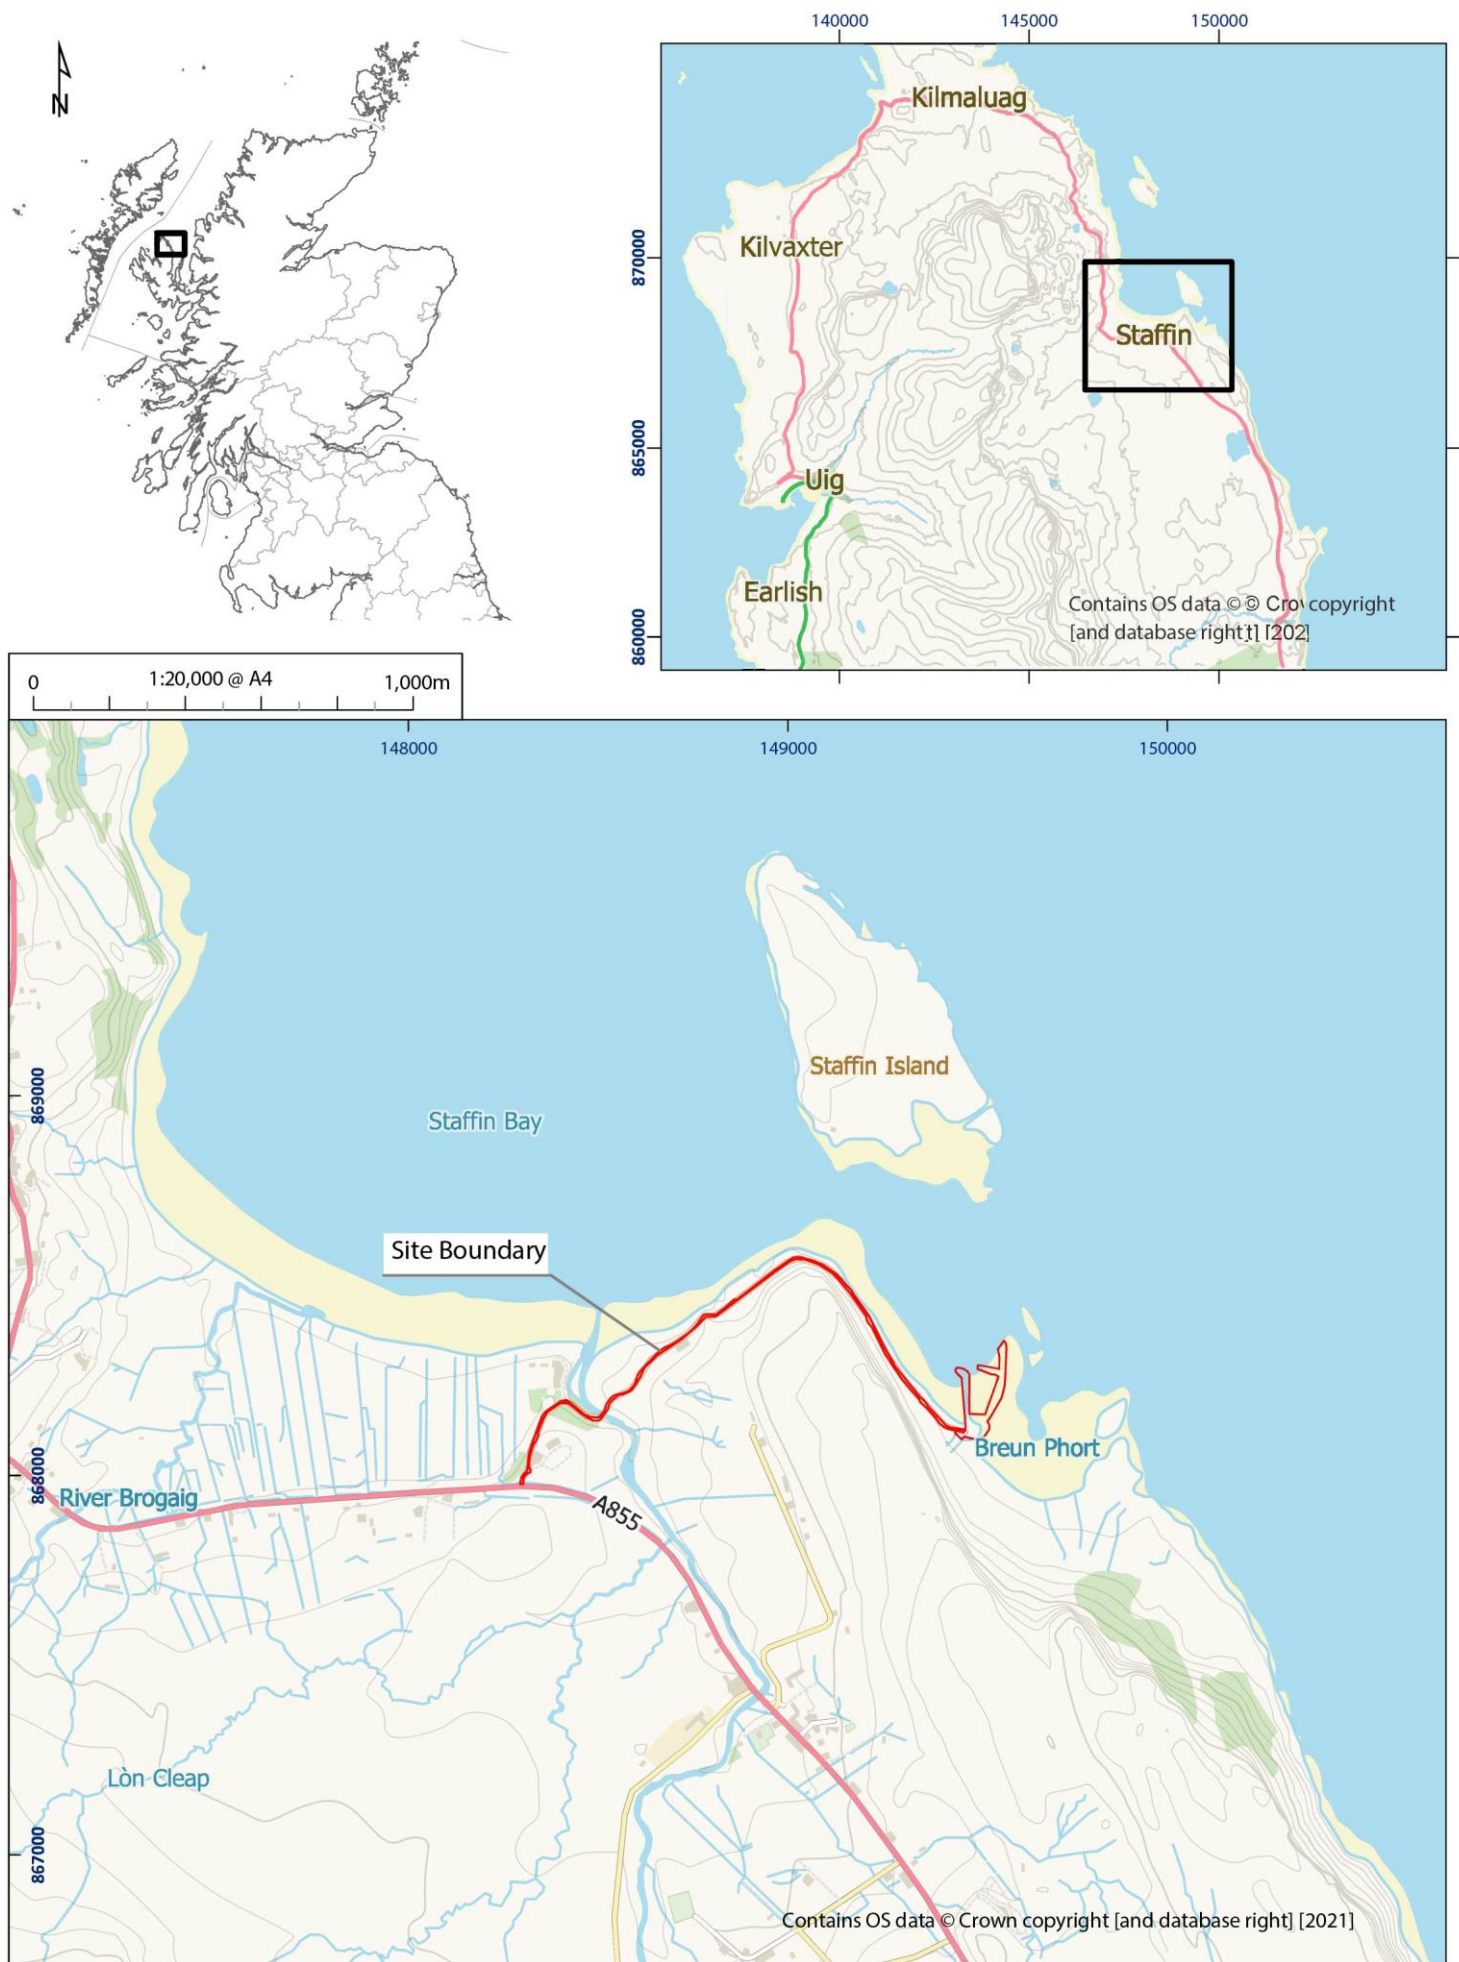 N
140000 145000 150000
Kilmaluag
870000
Kilvaxter
Staffin
865000
Uig
Earlish
860000
Contains OS data © © Crov copyright
[and database right [202
0 1:20,000 @ A4 1,000m
148000 149000 150000
869000
Staffin Island
Staffin Bay
Site Boundary
868000
Breun Phort
River Brogaig
A855
Lòn Cleap
867000
Contains OS data © Crown copyright [and database right] [2021]